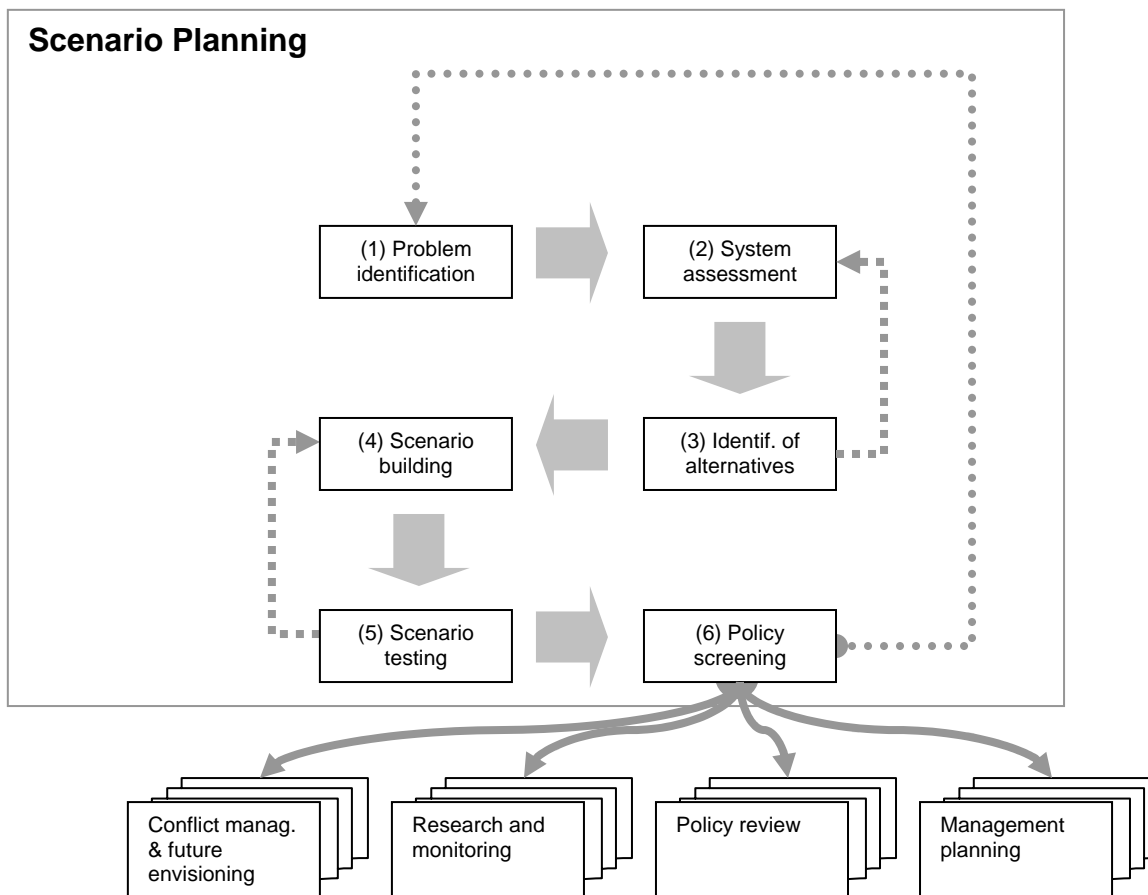 Scenario Planning
(1) Problem
identification
(2) System
assessment
(4) Scenario
building
(3) Identif. of
alternatives
(5) Scenario
testing
(6) Policy
screening
Conflict manag.
& future
envisioning
Research and
monitoring
Policy review
Management
planning